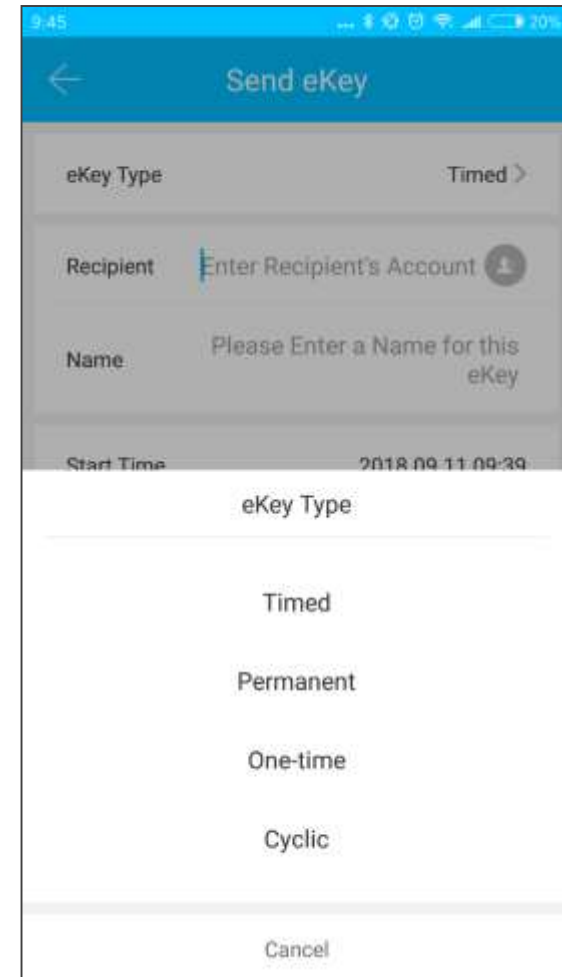 9:45 ... 20%
Send eKey
eKey Type Timed >
Recipient Enter Recipient's Account
Name Please Enter a Name for this
eKey
Start Time 2018.09.11 09:39
eKey Type
Timed
Permanent
One-time
Cyclic
Cancel